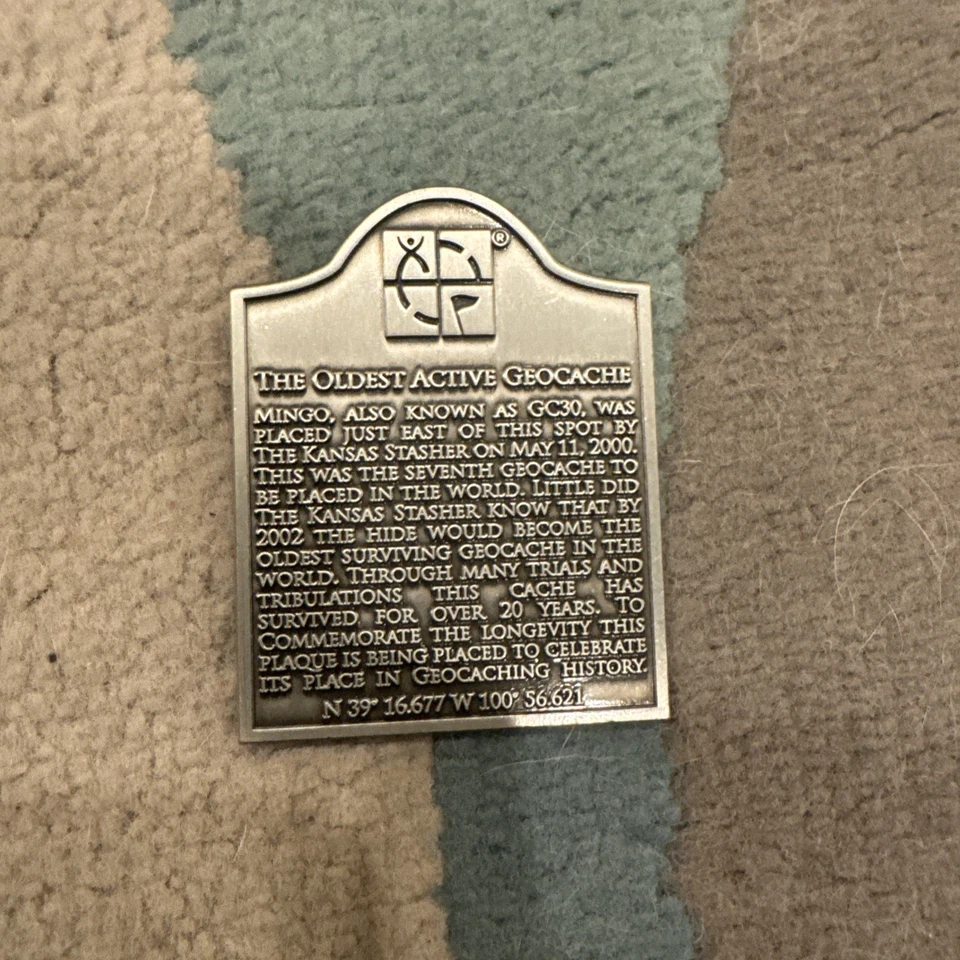 ®
THE OLDEST ACTIVE GEOCACHE
MINGO, ALSO KNOWN AS GC30, WAS
PLACED JUST EAST OF THIS SPOT BY
THE KANSAS STASHER ON MAY 11, 2000.
THIS WAS THE SEVENTH GEOCACHE TO
BE PLACED IN THE WORLD. LITTLE DID
THE KANSAS STASHER KNOW THAT BY
2002 THE HIDE WOULD BECOME THE
OLDEST SURVIVING GEOCACHE IN THE
WORLD. THROUGH MANY TRIALS AND
TRIBULATIONS THIS CACHE HAS
SURVIVED FOR OVER 20 YEARS. TO
COMMEMORATE THE LONGEVITY THIS
PLAQUE IS BEING PLACED TO CELEBRATE
ITS PLACE IN GEOCACHING HISTORY.
N 39° 16.677 W 100° 56.621